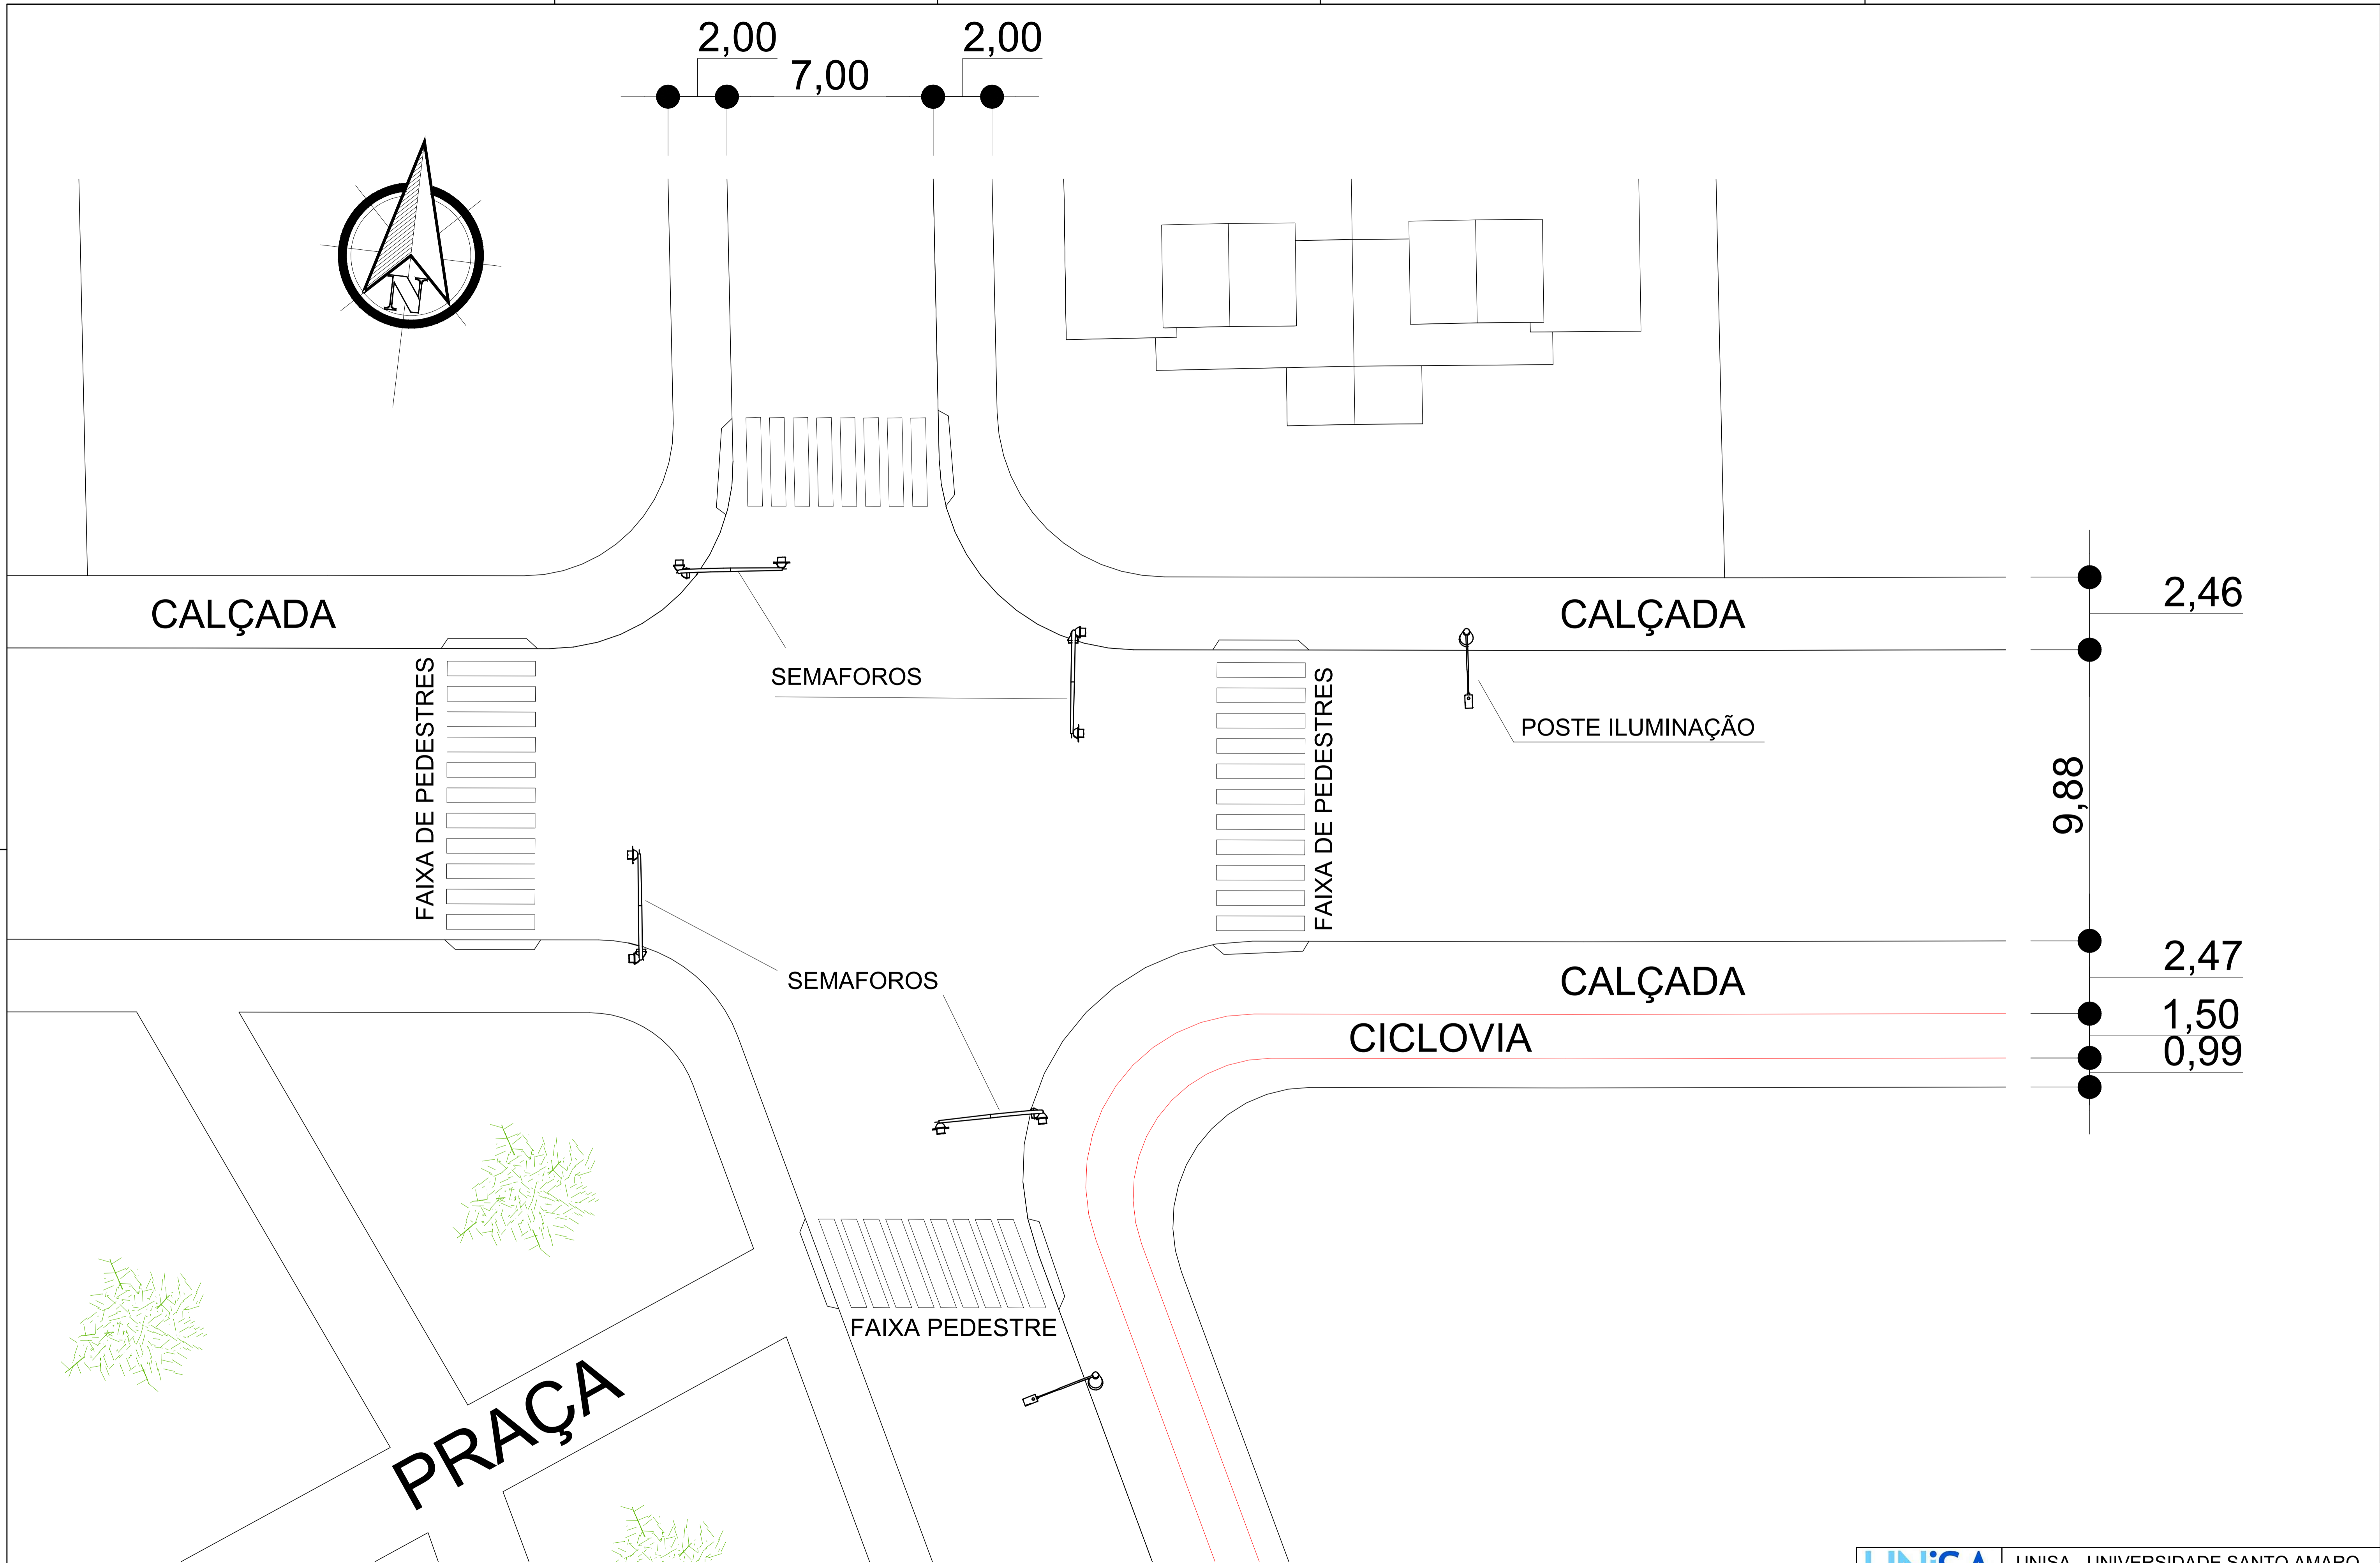 2,00
2,00
7,00
N
CALÇADA
CALÇADA
2,46
FAIXA DE PEDESTRES
SEMAFOROS
FAIXA DE PEDESTRES
POSTE ILUMINAÇÃO
9,88
SEMAFOROS
CALÇADA
2,47
CICLOVIA
1,50
0,99
FAIXA PEDESTRE
PRAÇA
UNiSA
UNISA - UNIVERSIDADE SANTO AMARO